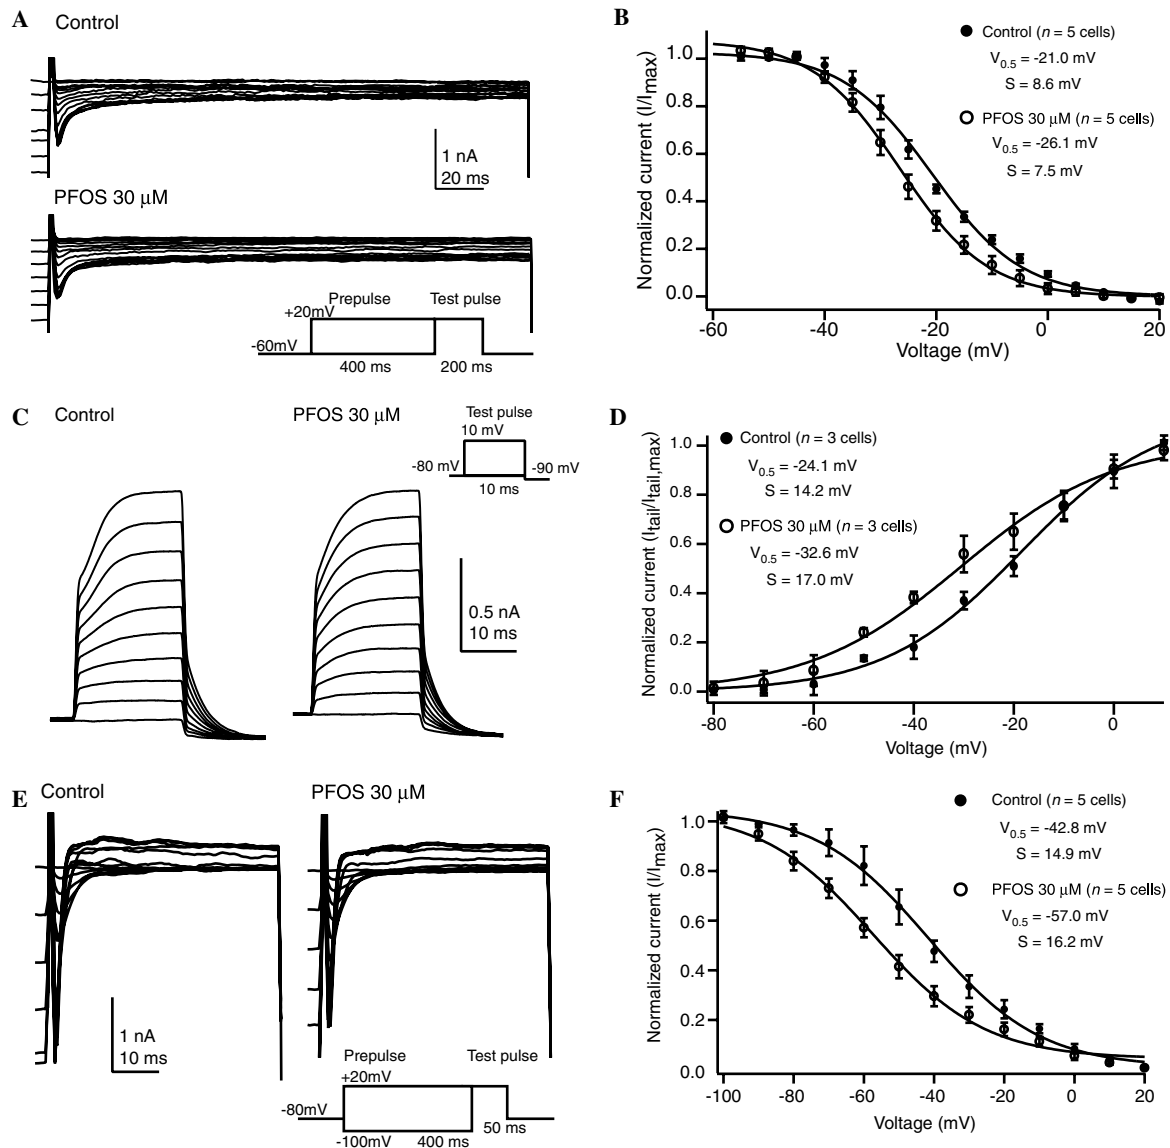 A
Control
1 nA
20 ms
PFOS 30 μM
Prepulse
Test pulse
+20mV
-60mV
400 ms
200 ms
B
Normalized current (I/Imax)
1.0
0.8
0.6
0.4
0.2
0.0
-60
-40
-20
0
20
Voltage (mV)
Control (n = 5 cells)
V0.5 = -21.0 mV
S = 8.6 mV
PFOS 30 μM (n = 5 cells)
V0.5 = -26.1 mV
S = 7.5 mV
C
Control
PFOS 30 μM
Test pulse
10 mV
-80 mV
-90 mV
10 ms
0.5 nA
10 ms
D
Normalized current (Itail/Itail,max)
1.0
0.8
0.6
0.4
0.2
0.0
-80
-60
-40
-20
0
Voltage (mV)
Control (n = 3 cells)
V0.5 = -24.1 mV
S = 14.2 mV
PFOS 30 μM (n = 3 cells)
V0.5 = -32.6 mV
S = 17.0 mV
E
Control
PFOS 30 μM
1 nA
10 ms
Prepulse
Test pulse
+20mV
-80mV
-100mV
400 ms
50 ms
F
Normalized current (I/Imax)
1.0
0.8
0.6
0.4
0.2
0.0
-100
-80
-60
-40
-20
0
20
Voltage (mV)
Control (n = 5 cells)
V0.5 = -42.8 mV
S = 14.9 mV
PFOS 30 μM (n = 5 cells)
V0.5 = -57.0 mV
S = 16.2 mV